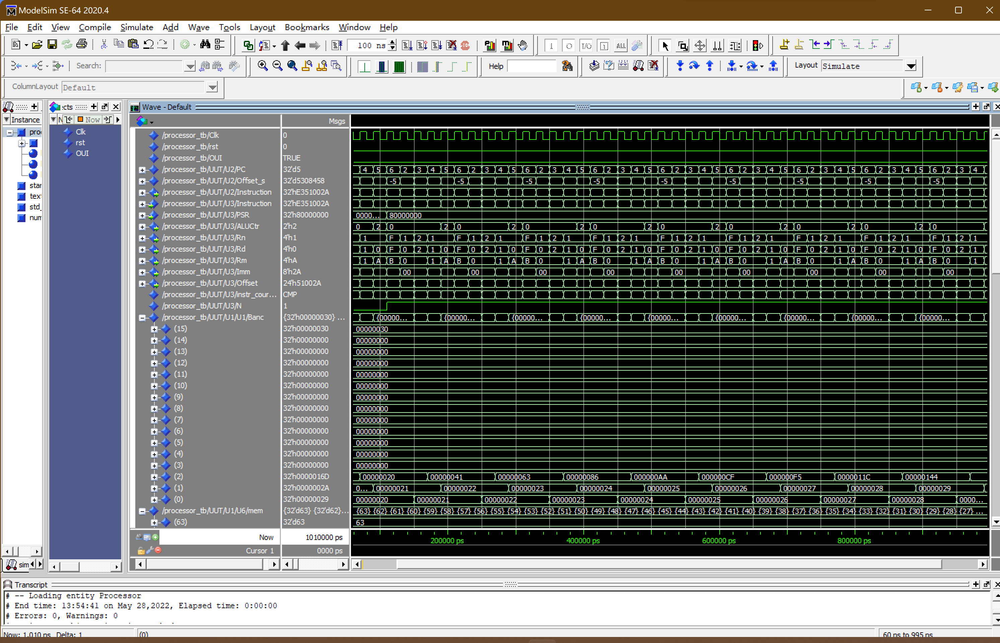 ModelSim SE-64 2020.4
File Edit View Compile Simulate Add Wave Tools Layout Bookmarks Window Help
100 ns
Search:
Help
Layout Simulate
ColumnLayout Default
Instance
Now
Wave - Default
Msgs
Clk
rst
OUI
/processor_tb/Clk 0
/processor_tb/rst 0
/processor_tb/OUI TRUE
/processor_tb/UUT/U2/PC 32'd5 4 5 6 2 3 4 5 6 2 3 4 5 6 2 3 4 5 6 2 3 4 5 6 2 3 4 5 6 2 3 4 5 6 2 3 4 5 6 2 3 4 5 6 2 3 4
/processor_tb/UUT/U2/Offset_s 32'd5308458 -5 -5 -5 -5 -5 -5 -5 -5 -5
/processor_tb/UUT/U2/Instruction 32'hE351002A
/processor_tb/UUT/U3/Instruction 32'hE351002A
/processor_tb/UUT/U3/PSR 32'h80000000 0000... 80000000
/processor_tb/UUT/U3/ALUCtr 2'h2 0 2 0 2 0 2 0 2 0 2 0 2 0 2 0 2 0 2 0
/processor_tb/UUT/U3/Rn 4'h1 1 F 1 2 1 F 1 2 1 F 1 2 1 F 1 2 1 F 1 2 1 F 1 2 1 F 1 2 1 F 1 2 1 F 1 2 1
/processor_tb/UUT/U3/Rd 4'h0 1 0 F 0 2 1 0 F 0 2 1 0 F 0 2 1 0 F 0 2 1 0 F 0 2 1 0 F 0 2 1 0 F 0 2 1 0 F 0 2 1 0 F 0 2 1
/processor_tb/UUT/U3/Rm 4'hA 1 A B 0 1 A B 0 1 A B 0 1 A B 0 1 A B 0 1 A B 0 1 A B 0 1 A B 0 1 A B 0 1
/processor_tb/UUT/U3/Imm 8'h2A 00 00 00 00 00 00 00 00 00
/processor_tb/UUT/U3/Offset 24'h51002A
/processor_tb/UUT/U3/instr_cour... CMP
/processor_tb/UUT/U3/N 1
/processor_tb/UUT/U1/U1/Banc {32'h00000030} ... {00000... {00000... {00000... {00000... {00000... {00000... {00000... {00000... {00000...
(15) 32'h00000030 00000030
(14) 32'h00000000 00000000
(13) 32'h00000000 00000000
(12) 32'h00000000 00000000
(11) 32'h00000000 00000000
(10) 32'h00000000 00000000
(9) 32'h00000000 00000000
(8) 32'h00000000 00000000
(7) 32'h00000000 00000000
(6) 32'h00000000 00000000
(5) 32'h00000000 00000000
(4) 32'h00000000 00000000
(3) 32'h00000000 00000000
(2) 32'h0000016D 00000020 00000041 00000063 00000086 000000AA 000000CF 000000F5 0000011C 00000144
(1) 32'h0000002A 0... 00000021 00000022 00000023 00000024 00000025 00000026 00000027 00000028 00000029
(0) 32'h00000029 00000020 00000021 00000022 00000023 00000024 00000025 00000026 00000027 00000028 0000...
/processor_tb/UUT/U1/U6/mem {32'd63} {32'd62}... {63} {62} {61} {60} {59} {58} {57} {56} {55} {54} {53} {52} {51} {50} {49} {48} {47} {46} {45} {44} {43} {42} {41} {40} {39} {38} {37} {36} {35} {34} {33} {32} {31} {30} {29} {28} {27} ...
(63) 32'd63 63
Now 1010000 ps 200000 ps 400000 ps 600000 ps 800000 ps
Cursor 1 0000 ps
sim
Transcript
# -- Loading entity Processor
# End time: 13:54:41 on May 28,2022, Elapsed time: 0:00:00
# Errors: 0, Warnings: 0
Now: 1,010 ns Delta: 1 (0) 60 ns to 995 ns